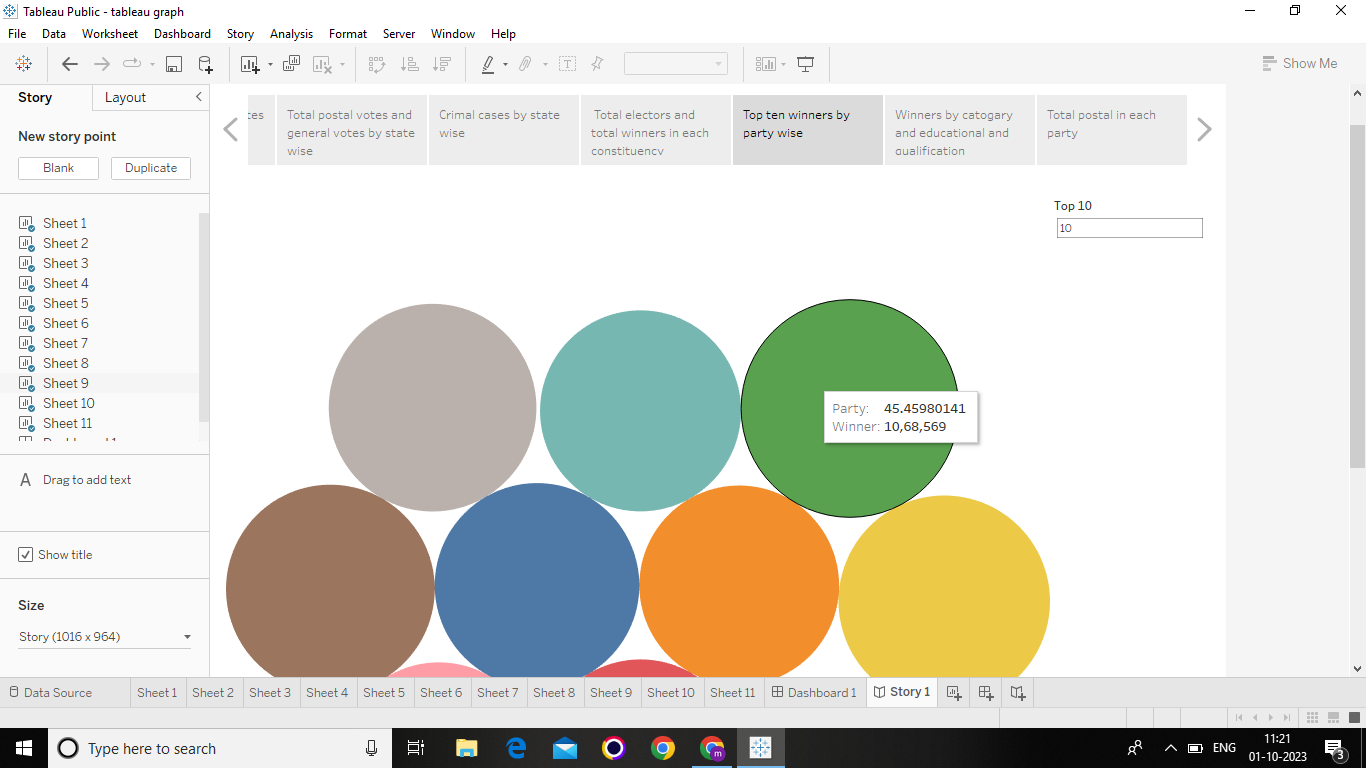 Tableau Public - tableau graph
File Data Worksheet Dashboard Story Analysis Format Server Window Help
Show Me
Story Layout
New story point
Blank Duplicate
Sheet 1
Sheet 2
Sheet 3
Sheet 4
Sheet 5
Sheet 6
Sheet 7
Sheet 8
Sheet 9
Sheet 10
Sheet 11
A Drag to add text
Show title
Size
Story (1016 x 964)
Total postal votes and
general votes by state
wise
Crimal cases by state
wise
Total electors and
total winners in each
constituency
Top ten winners by
party wise
Winners by catogary
and educational and
qualification
Total postal in each
party
Top 10
10
Party: 45.45980141
Winner: 10,68,569
Data Source Sheet 1 Sheet 2 Sheet 3 Sheet 4 Sheet 5 Sheet 6 Sheet 7 Sheet 8 Sheet 9 Sheet 10 Sheet 11 Dashboard 1 Story 1
Type here to search
m
ENG
11:21
01-10-2023
3